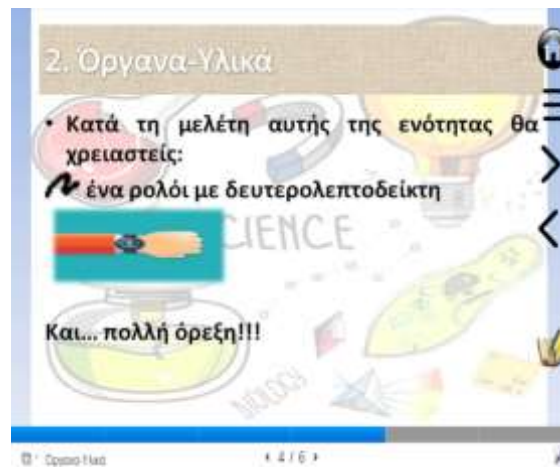 2. Όργανα-Υλικά
• Κατά τη μελέτη αυτής της ενότητας θα
χρειαστείς:
ένα ρολόι με δευτερολεπτοδείκτη
CIENCE
Και... πολλή όρεξη!!!
BIOLOGY
4 / 6